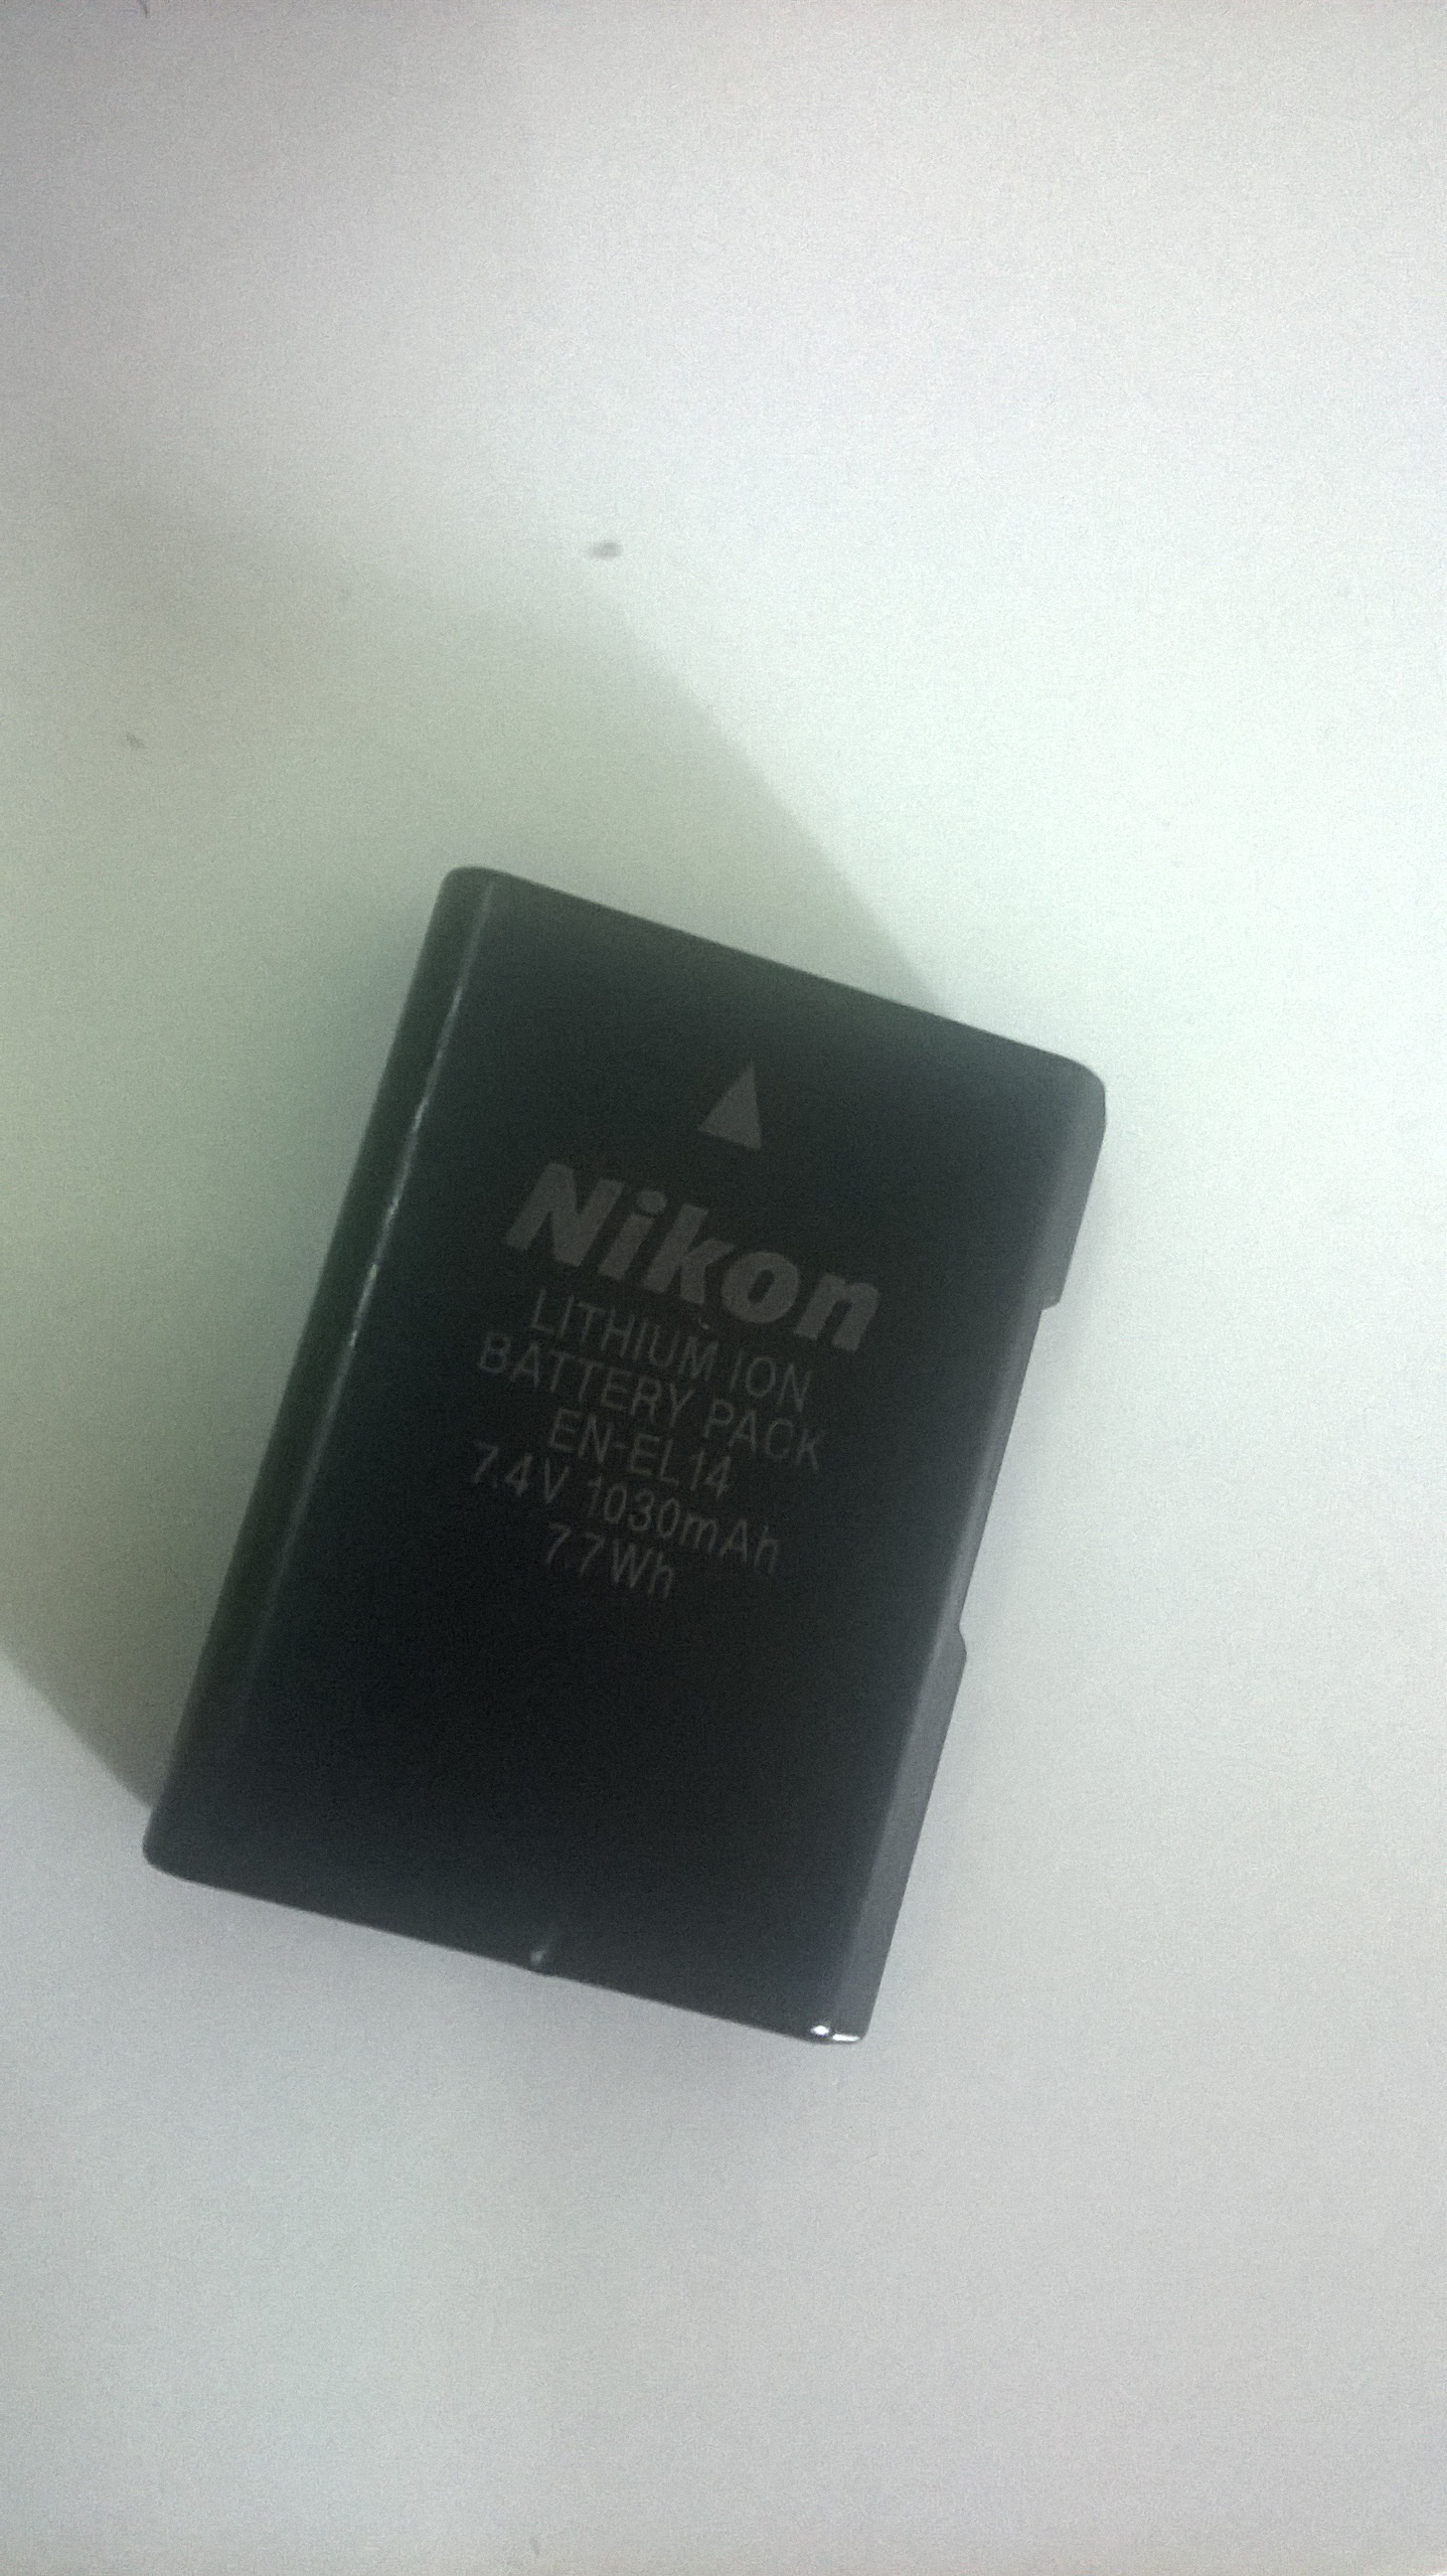 Nikon
LITHIUM ION
BATTERY PACK
EN-EL14
7.4V 1030mAh
7.7Wh